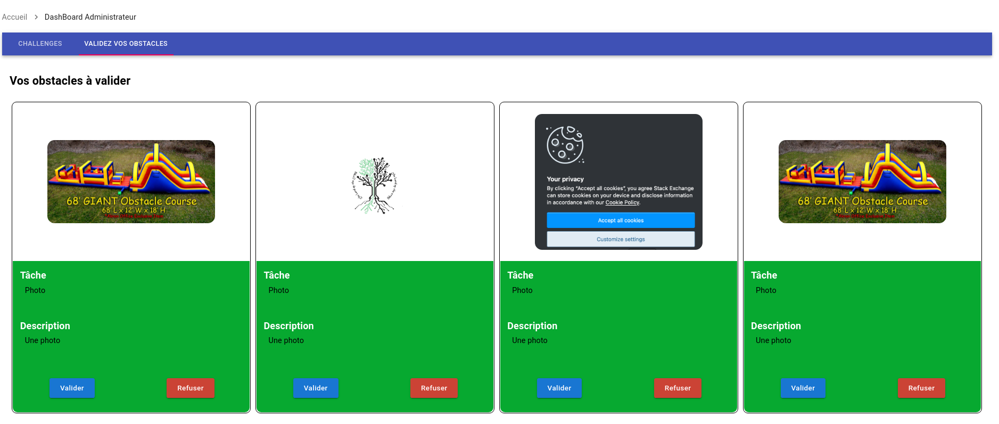 Accueil > DashBoard Administrateur
CHALLENGES VALIDEZ VOS OBSTACLES
Vos obstacles à valider
68' GIANT Obstacle Course
68' L x 12' W x 18' H
Tâche
Photo
Description
Une photo
Valider Refuser
Tâche
Photo
Description
Une photo
Valider Refuser
Your privacy
By clicking “Accept all cookies”, you agree Stack Exchange
can store cookies on your device and disclose information
in accordance with our Cookie Policy.
Accept all cookies
Customize settings
Tâche
Photo
Description
Une photo
Valider Refuser
68' GIANT Obstacle Course
68' L x 12' W x 18' H
Tâche
Photo
Description
Une photo
Valider Refuser